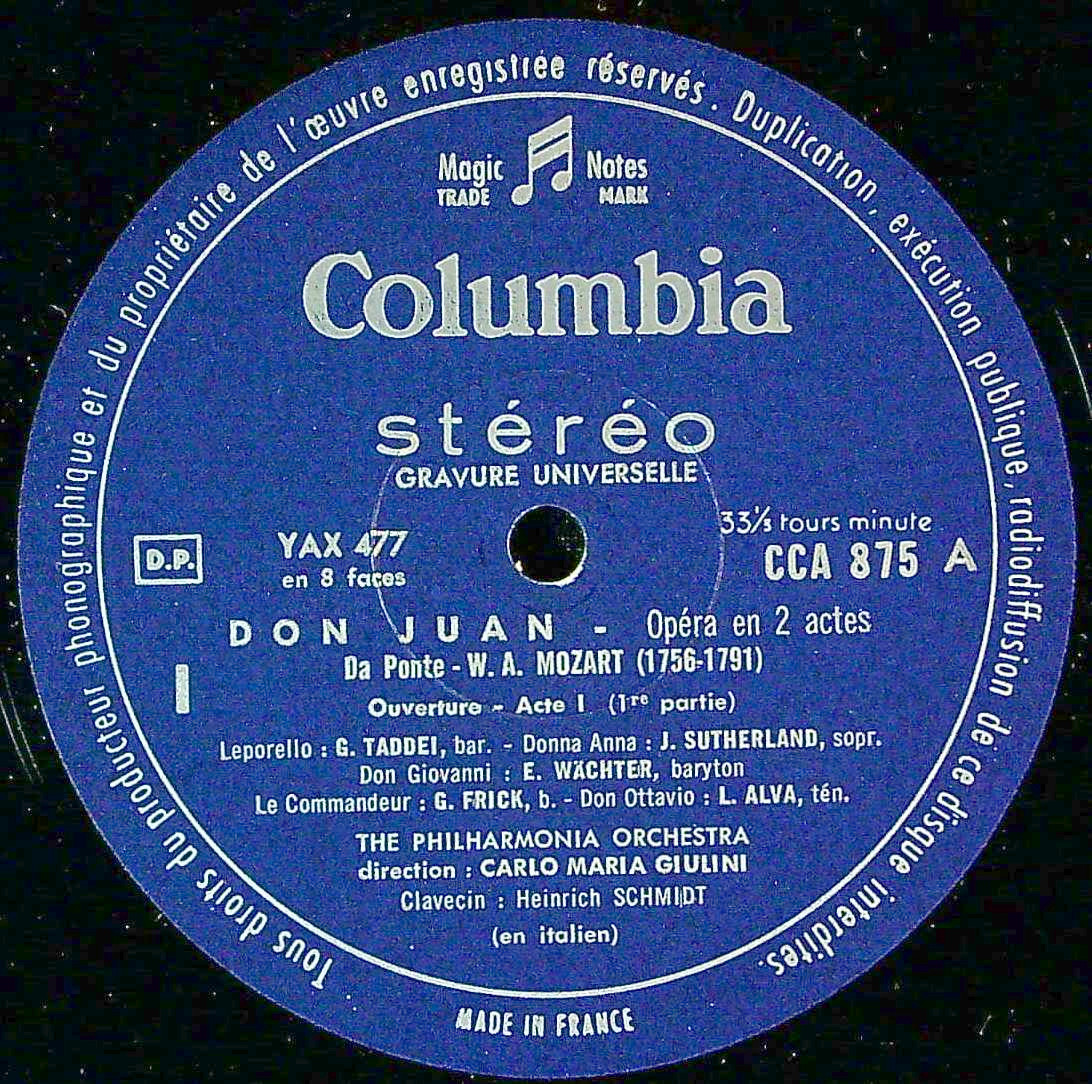 Tous droits du producteur phonographique et du propriétaire de l'œuvre enregistrée réservés. Duplication, exécution publique, radiodiffusion de ce disque interdites.
Magic Notes
TRADE MARK
Columbia
stéréo
GRAVURE UNIVERSELLE
33⅓ tours minute
D.P.
YAX 477
CCA 875 A
en 8 faces
DON JUAN - Opéra en 2 actes
Da Ponte - W. A. MOZART (1756-1791)
I
Ouverture - Acte I (1re partie)
Leporello : G. TADDEI, bar. - Donna Anna : J. SUTHERLAND, sopr.
Don Giovanni : E. WÄCHTER, baryton
Le Commandeur : G. FRICK, b. - Don Ottavio : L. ALVA, tén.
THE PHILHARMONIA ORCHESTRA
direction : CARLO MARIA GIULINI
Clavecin : Heinrich SCHMIDT
(en italien)
MADE IN FRANCE